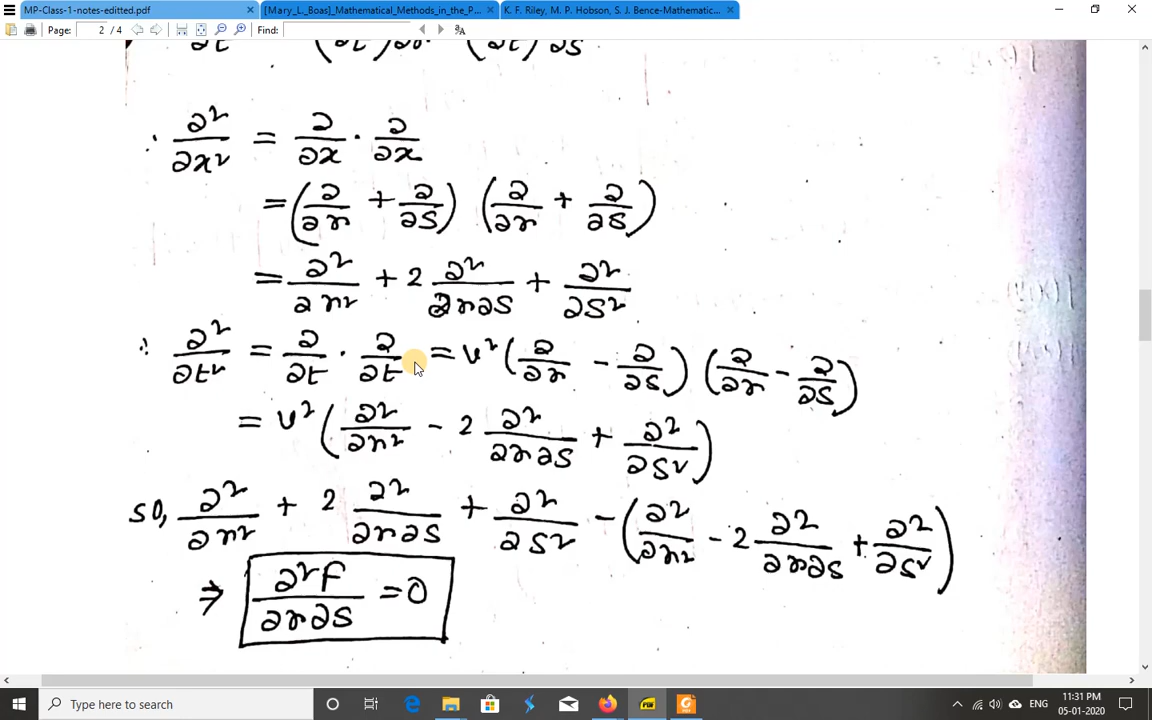 MP-Class-1-notes-editted.pdf
[Mary_L._Boas]_Mathematical_Methods_in_the_P...
K. F. Riley, M. P. Hobson, S. J. Bence-Mathematic...
Page: 2 / 4 Find:
∴ ∂²/∂x² = ∂/∂x · ∂/∂x
= (∂/∂r + ∂/∂s) (∂/∂r + ∂/∂s)
= ∂²/∂r² + 2 ∂²/∂r∂s + ∂²/∂s²
∴ ∂²/∂t² = ∂/∂t · ∂/∂t = v² (∂/∂r − ∂/∂s) (∂/∂r − ∂/∂s)
= v² (∂²/∂r² − 2 ∂²/∂r∂s + ∂²/∂s²)
so, ∂²/∂r² + 2 ∂²/∂r∂s + ∂²/∂s² − (∂²/∂r² − 2 ∂²/∂r∂s + ∂²/∂s²)
⇒ ∂²F/∂r∂s = 0
Type here to search
ENG
11:31 PM
05-01-2020